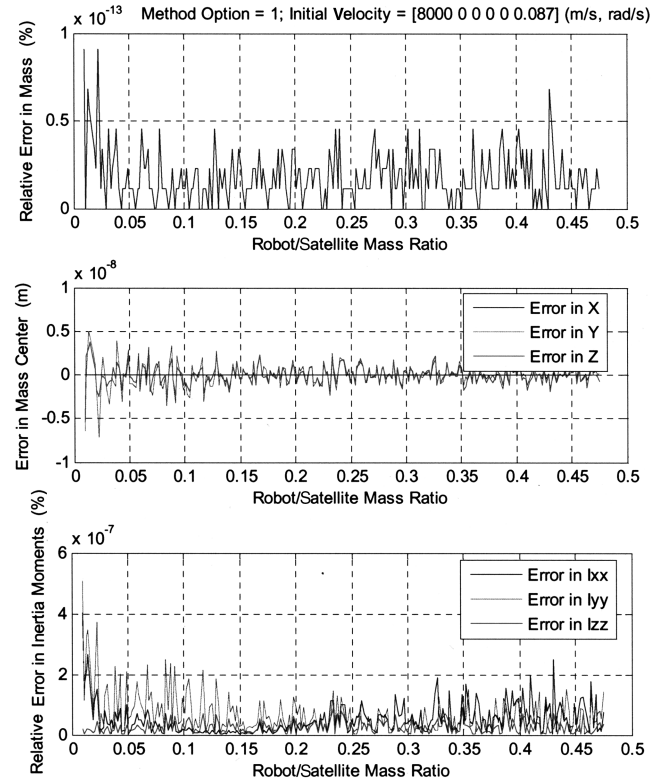 Method Option = 1; Initial Velocity = [8000 0 0 0 0 0.087] (m/s, rad/s)
x 10^-13
Relative Error in Mass (%)
1
0.5
0
0 0.05 0.1 0.15 0.2 0.25 0.3 0.35 0.4 0.45 0.5
Robot/Satellite Mass Ratio
x 10^-8
Error in Mass Center (m)
1
0.5
0
-0.5
-1
Error in X
Error in Y
Error in Z
0 0.05 0.1 0.15 0.2 0.25 0.3 0.35 0.4 0.45 0.5
Robot/Satellite Mass Ratio
x 10^-7
Relative Error in Inertia Moments (%)
6
4
2
0
Error in Ixx
Error in Iyy
Error in Izz
0 0.05 0.1 0.15 0.2 0.25 0.3 0.35 0.4 0.45 0.5
Robot/Satellite Mass Ratio